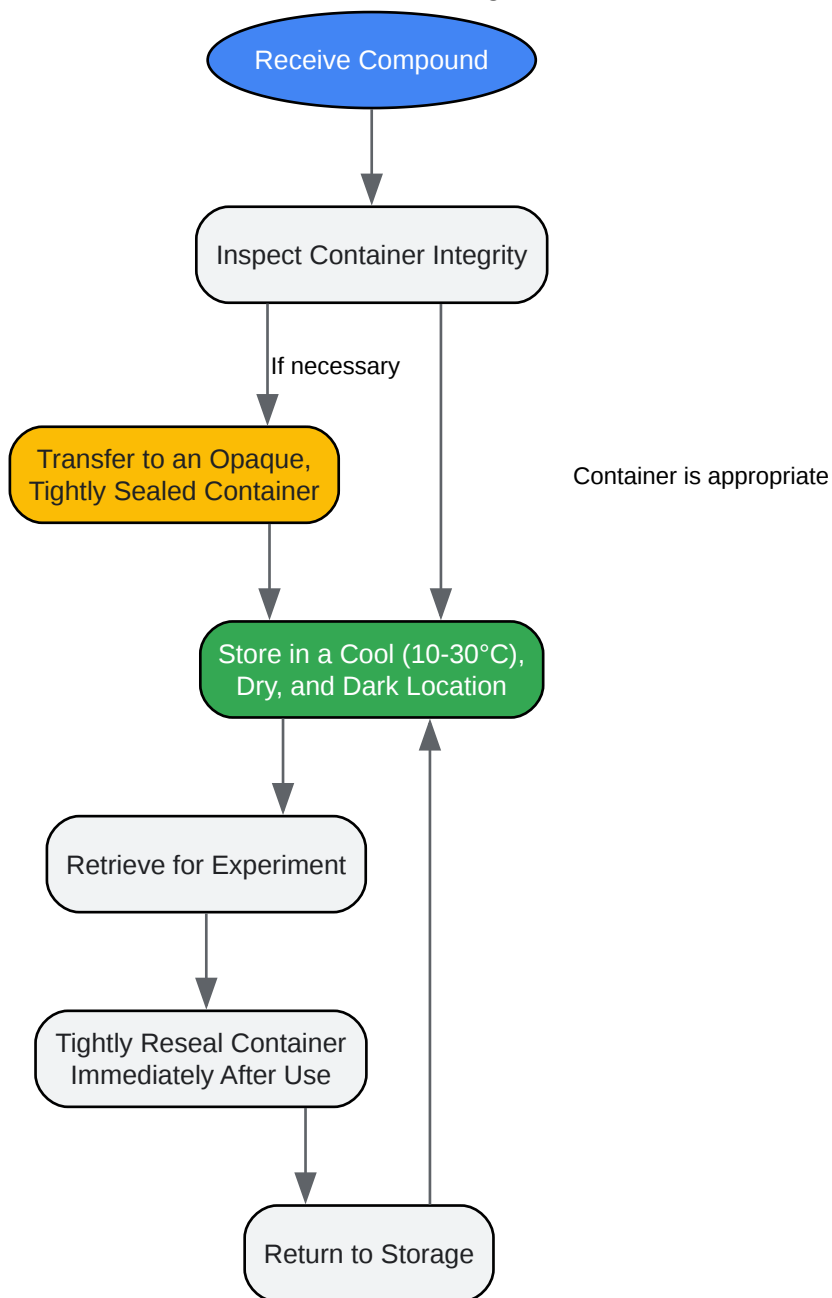 Receive Compound
Inspect Container Integrity
If necessary
Transfer to an Opaque,
Tightly Sealed Container
Container is appropriate
Store in a Cool (10-30°C),
Dry, and Dark Location
Retrieve for Experiment
Tightly Reseal Container
Immediately After Use
Return to Storage